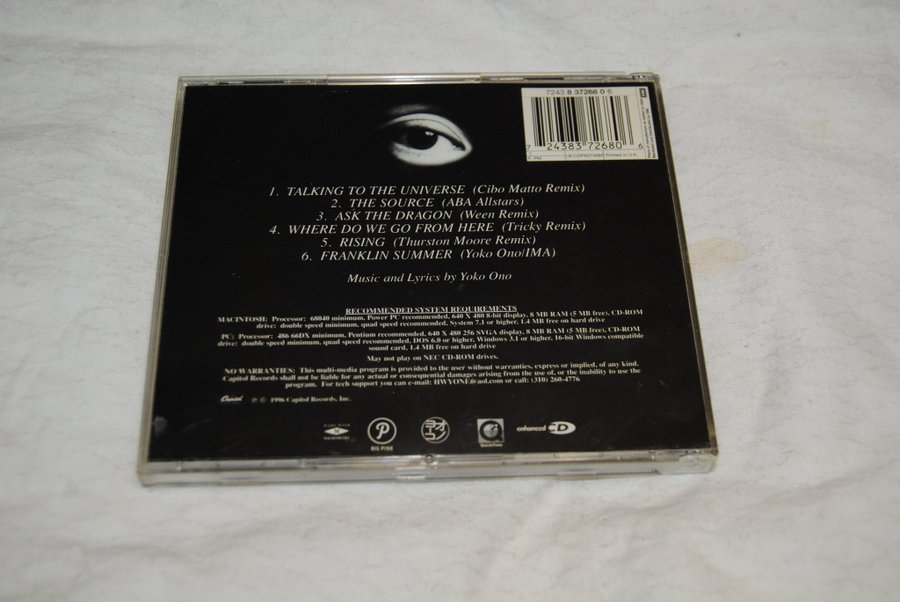 7243 8 37268 0 6
7 24383 72680 6
1. TALKING TO THE UNIVERSE (Cibo Matto Remix)
2. THE SOURCE (ABA Allstars)
3. ASK THE DRAGON (Ween Remix)
4. WHERE DO WE GO FROM HERE (Tricky Remix)
5. RISING (Thurston Moore Remix)
6. FRANKLIN SUMMER (Yoko Ono/IMA)
Music and Lyrics by Yoko Ono
RECOMMENDED SYSTEM REQUIREMENTS
MACINTOSH: Processor: 68040 minimum, Power PC recommended, 640 X 480 8-bit display, 8 MB RAM (5 MB free), CD-ROM
drive: double speed minimum, quad speed recommended, System 7.1 or higher, 1.4 MB free on hard drive
PC: Processor: 486 66DX minimum, Pentium recommended, 640 X 480 256 SVGA display, 8 MB RAM (5 MB free), CD-ROM
drive: double speed minimum, quad speed recommended, DOS 6.0 or higher, Windows 3.1 or higher, 16-bit Windows compatible
sound card, 1.4 MB free on hard drive
May not play on NEC CD-ROM drives.
NO WARRANTIES: This multi-media program is provided to the user without warranties, express or implied, of any kind.
Capitol Records shall not be liable for any actual or consequential damages arising from the use of, or the inability to use the
program. For tech support you can e-mail: HWYONE@aol.com or call: (310) 260-4776
Capitol ℗ © 1996 Capitol Records, Inc.
P
BIG PINK
ヨオコノ
enhanced CD